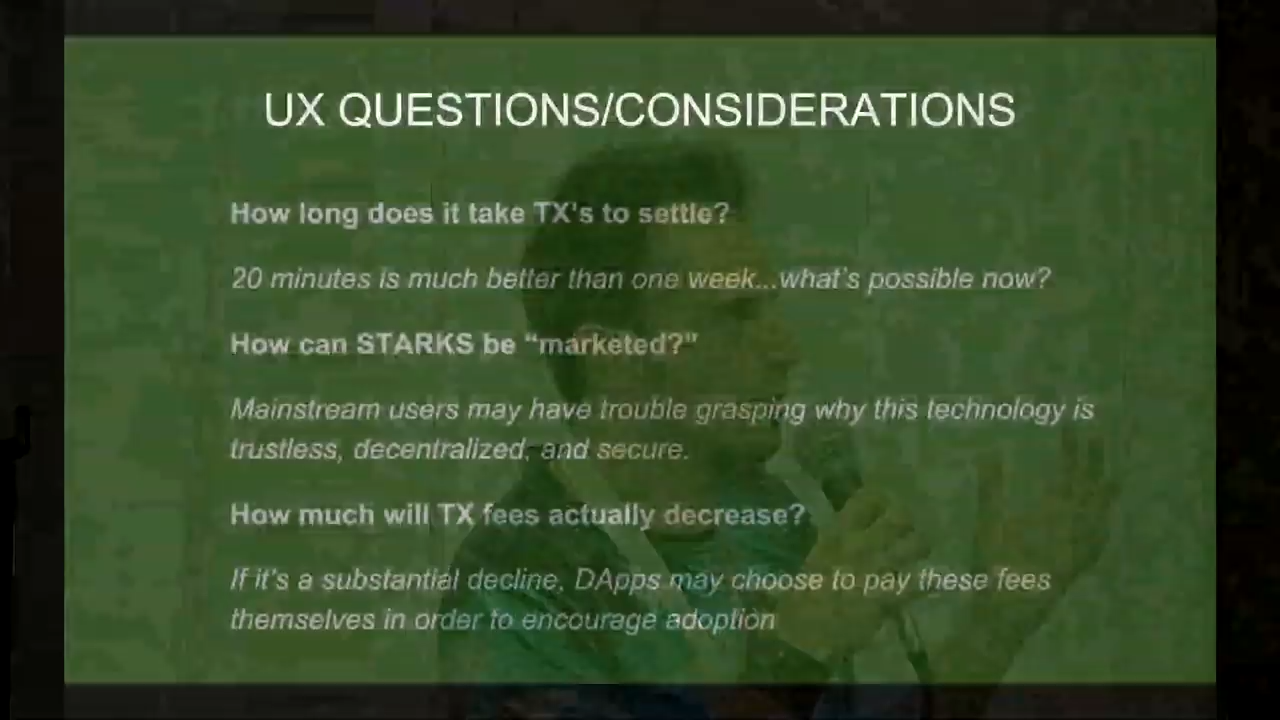 UX QUESTIONS/CONSIDERATIONS
How long does it take TX's to settle?
20 minutes is much better than one week...what's possible now?
How can STARKS be “marketed?”
Mainstream users may have trouble grasping why this technology is
trustless, decentralized, and secure.
How much will TX fees actually decrease?
If it's a substantial decline, DApps may choose to pay these fees
themselves in order to encourage adoption